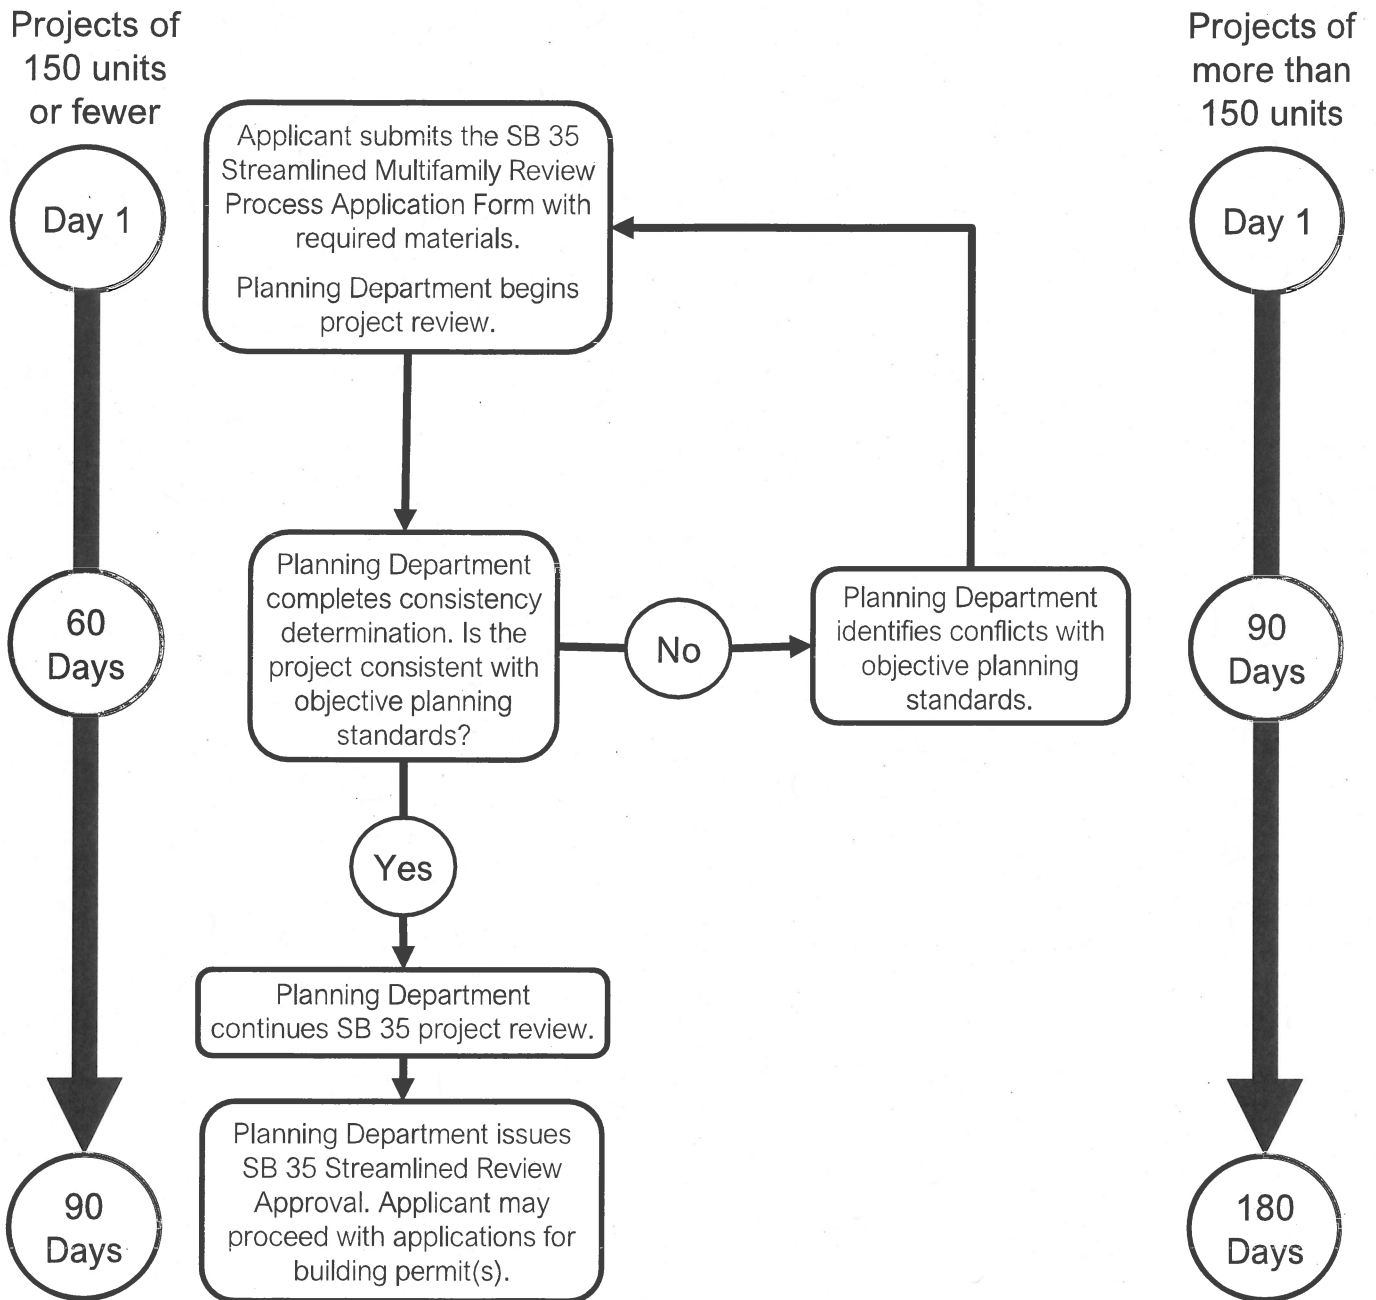 Projects of
150 units
or fewer
Day 1
60
Days
90
Days
Applicant submits the SB 35
Streamlined Multifamily Review
Process Application Form with
required materials.
Planning Department begins
project review.
Planning Department
completes consistency
determination. Is the
project consistent with
objective planning
standards?
No
Planning Department
identifies conflicts with
objective planning
standards.
Yes
Planning Department
continues SB 35 project review.
Planning Department issues
SB 35 Streamlined Review
Approval. Applicant may
proceed with applications for
building permit(s).
Projects of
more than
150 units
Day 1
90
Days
180
Days